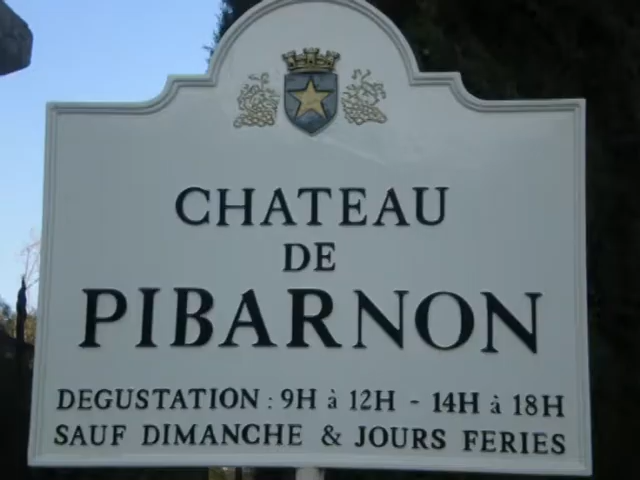 CHATEAU
DE
PIBARNON
DEGUSTATION : 9H à 12H - 14H à 18H
SAUF DIMANCHE & JOURS FERIES